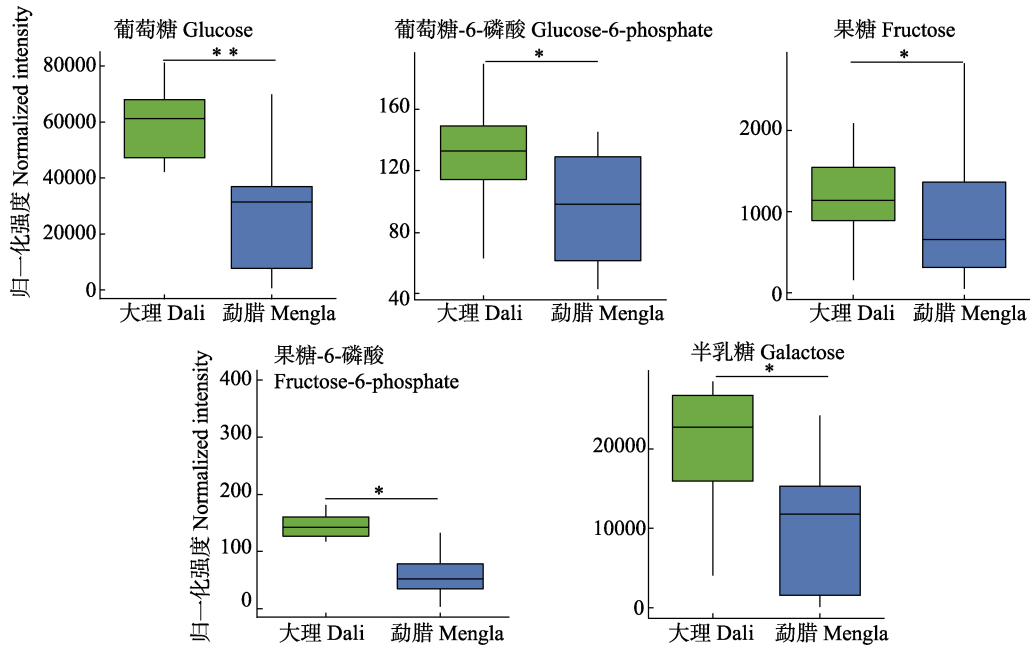 葡萄糖 Glucose
葡萄糖-6-磷酸 Glucose-6-phosphate
果糖 Fructose
归一化强度 Normalized intensity
80000
60000
40000
20000
0
**
大理 Dali
勐腊 Mengla
160
120
80
40
*
大理 Dali
勐腊 Mengla
2000
1000
0
*
大理 Dali
勐腊 Mengla
果糖-6-磷酸
Fructose-6-phosphate
归一化强度 Normalized intensity
400
300
200
100
0
*
大理 Dali
勐腊 Mengla
半乳糖 Galactose
20000
10000
0
*
大理 Dali
勐腊 Mengla